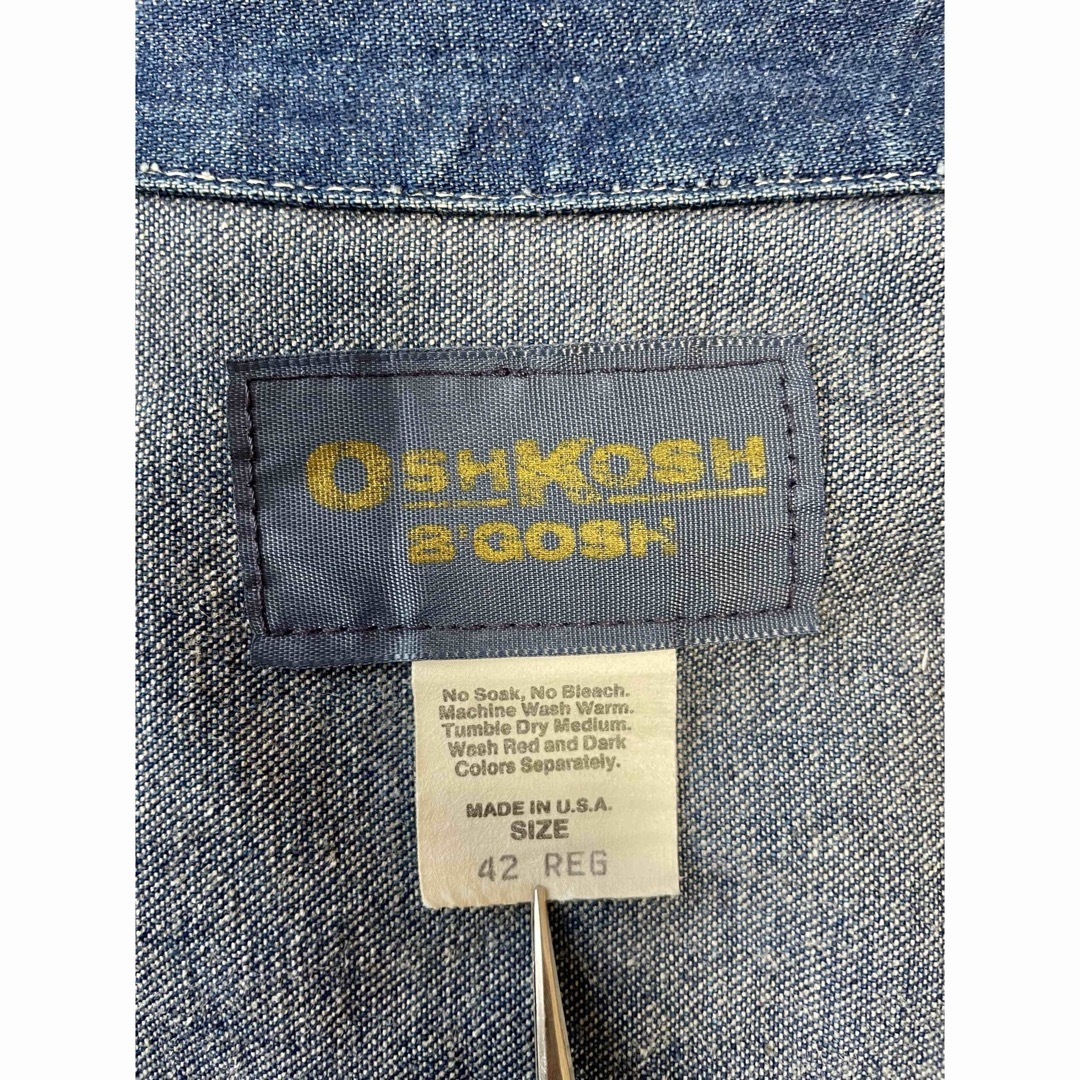 OSHKOSH
B'GOSH
No Soak, No Bleach.
Machine Wash Warm.
Tumble Dry Medium.
Wash Red and Dark
Colors Separately.
MADE IN U.S.A.
SIZE
42 REG